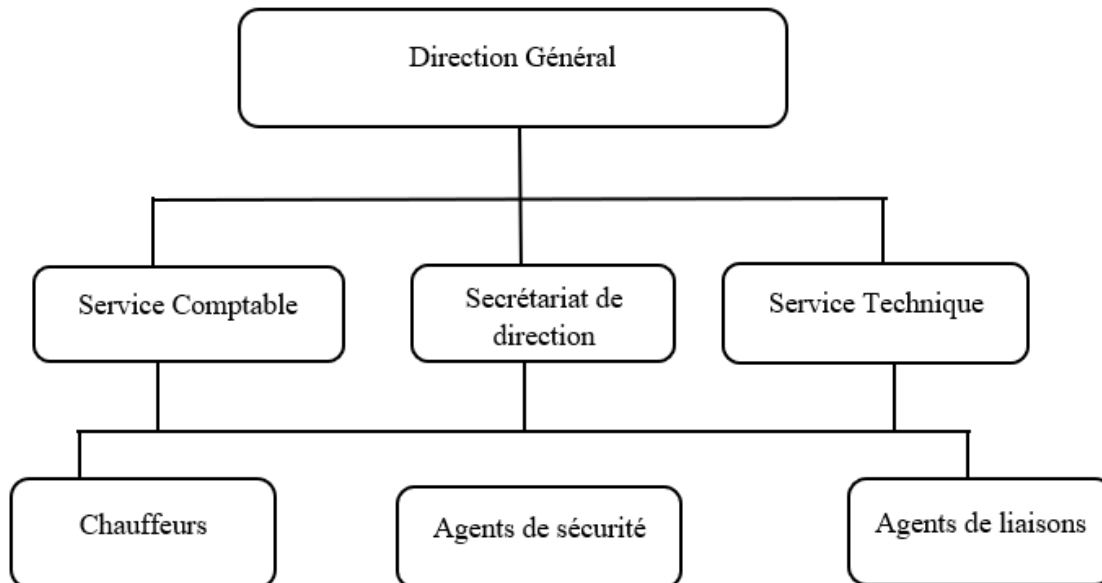 Direction Général
Service Comptable
Secrétariat de
direction
Service Technique
Chauffeurs
Agents de sécurité
Agents de liaisons